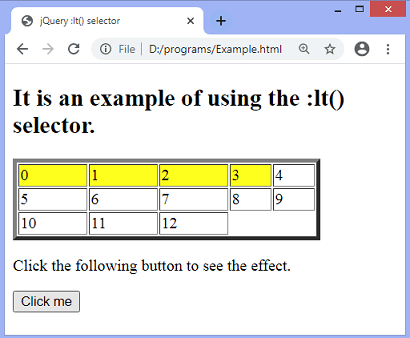 jQuery :lt() selector
File | D:/programs/Example.html
It is an example of using the :lt()
selector.
0 1 2 3 4
5 6 7 8 9
10 11 12
Click the following button to see the effect.
Click me